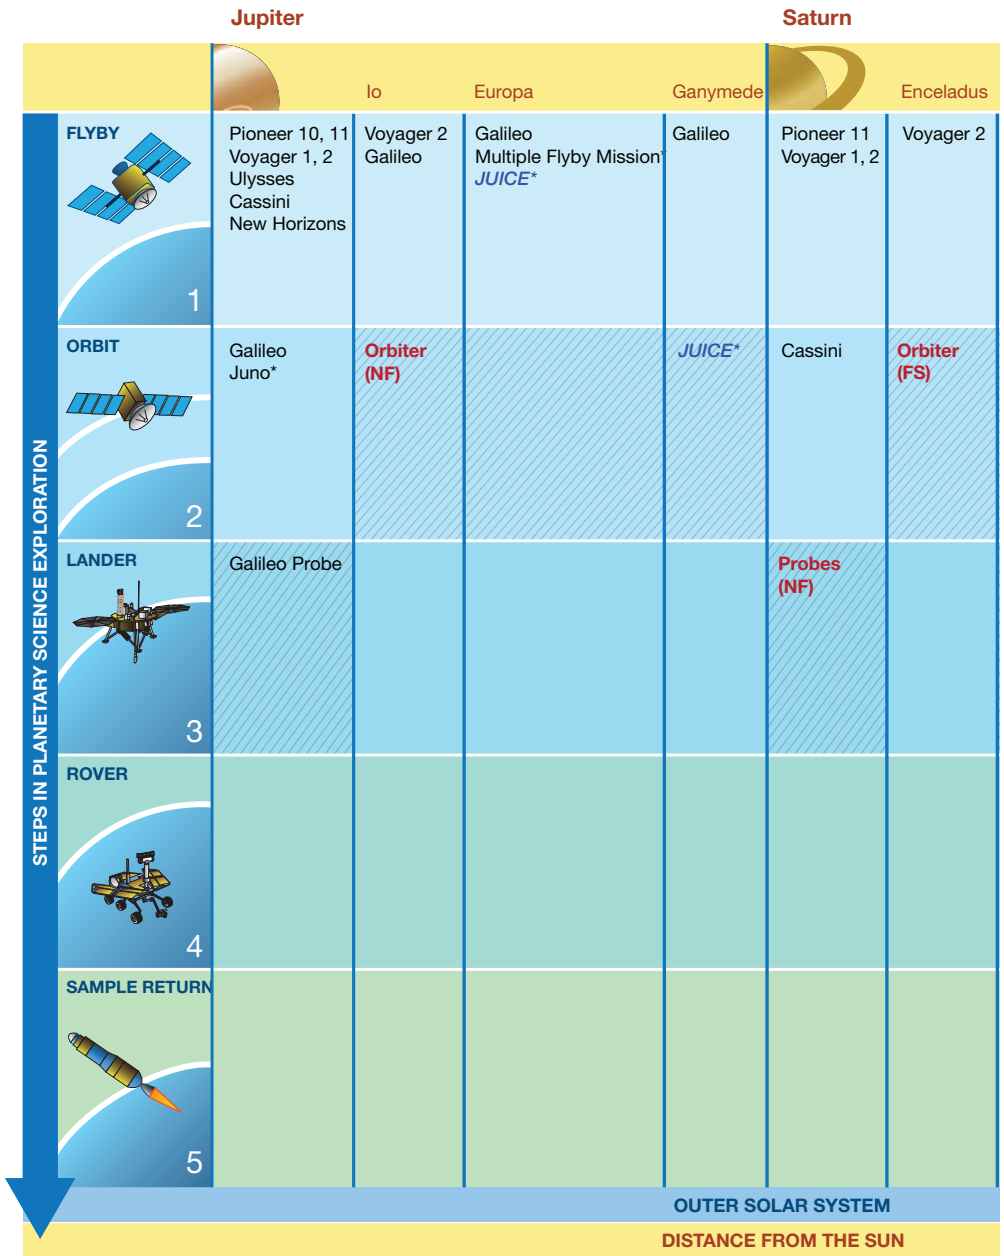 Jupiter
Saturn
Io
Europa
Ganymede
Enceladus
FLYBY
Pioneer 10, 11
Voyager 1, 2
Ulysses
Cassini
New Horizons
Voyager 2
Galileo
Galileo
Multiple Flyby Mission*
JUICE*
Galileo
Pioneer 11
Voyager 1, 2
Voyager 2
1
ORBIT
Galileo
Juno*
Orbiter
(NF)
JUICE*
Cassini
Orbiter
(FS)
2
LANDER
Galileo Probe
Probes
(NF)
3
ROVER
4
SAMPLE RETURN
5
STEPS IN PLANETARY SCIENCE EXPLORATION
OUTER SOLAR SYSTEM
DISTANCE FROM THE SUN